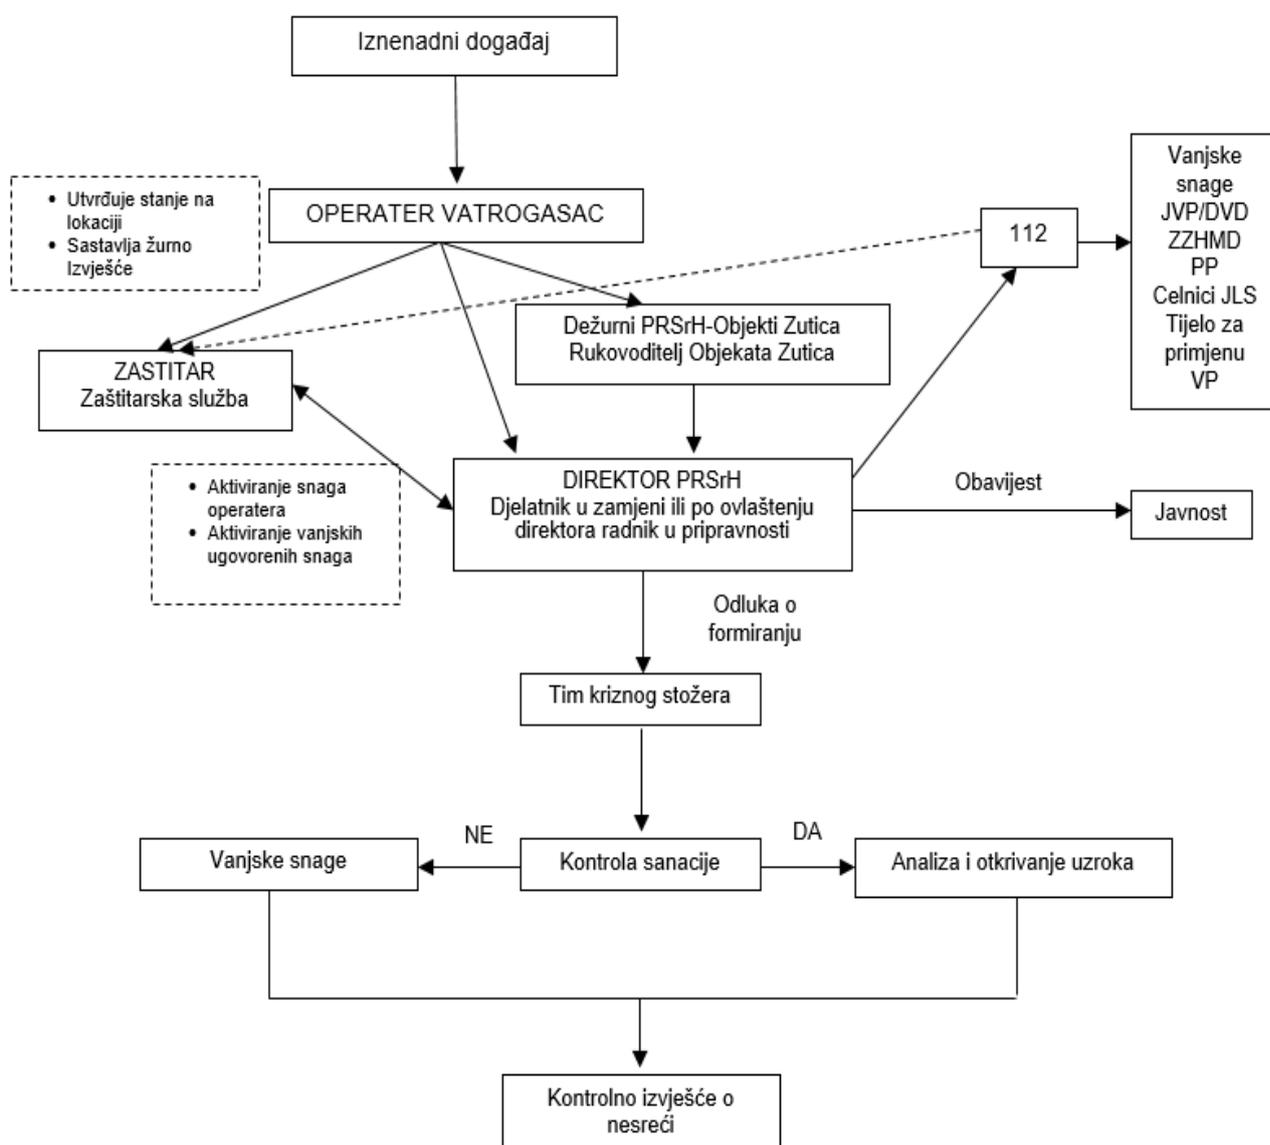 Iznenadni događaj
• Utvrđuje stanje na
lokaciji
• Sastavlja žurno
Izvješće
OPERATER VATROGASAC
112
Vanjske
snage
JVP/DVD
ZZHMD
PP
Celnici JLS
Tijelo za
primjenu
VP
Dežurni PRSrH-Objekti Zutica
Rukovoditelj Objekata Zutica
ZASTITAR
Zaštitarska služba
• Aktiviranje snaga
operatera
• Aktiviranje vanjskih
ugovorenih snaga
DIREKTOR PRSrH
Djelatnik u zamjeni ili po ovlaštenju
direktora radnik u pripravnosti
Obavijest
Javnost
Odluka o
formiranju
Tim kriznog stožera
NE
DA
Vanjske snage
Kontrola sanacije
Analiza i otkrivanje uzroka
Kontrolno izvješće o
nesreći